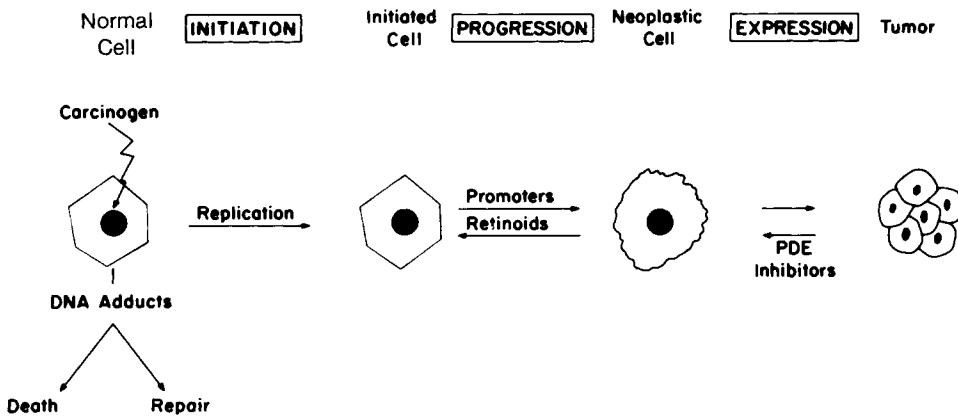 Normal
Cell
INITIATION
Initiated
Cell
PROGRESSION
Neoplastic
Cell
EXPRESSION
Tumor
Carcinogen
Replication
Promoters
Retinoids
PDE
Inhibitors
DNA Adducts
Death
Repair